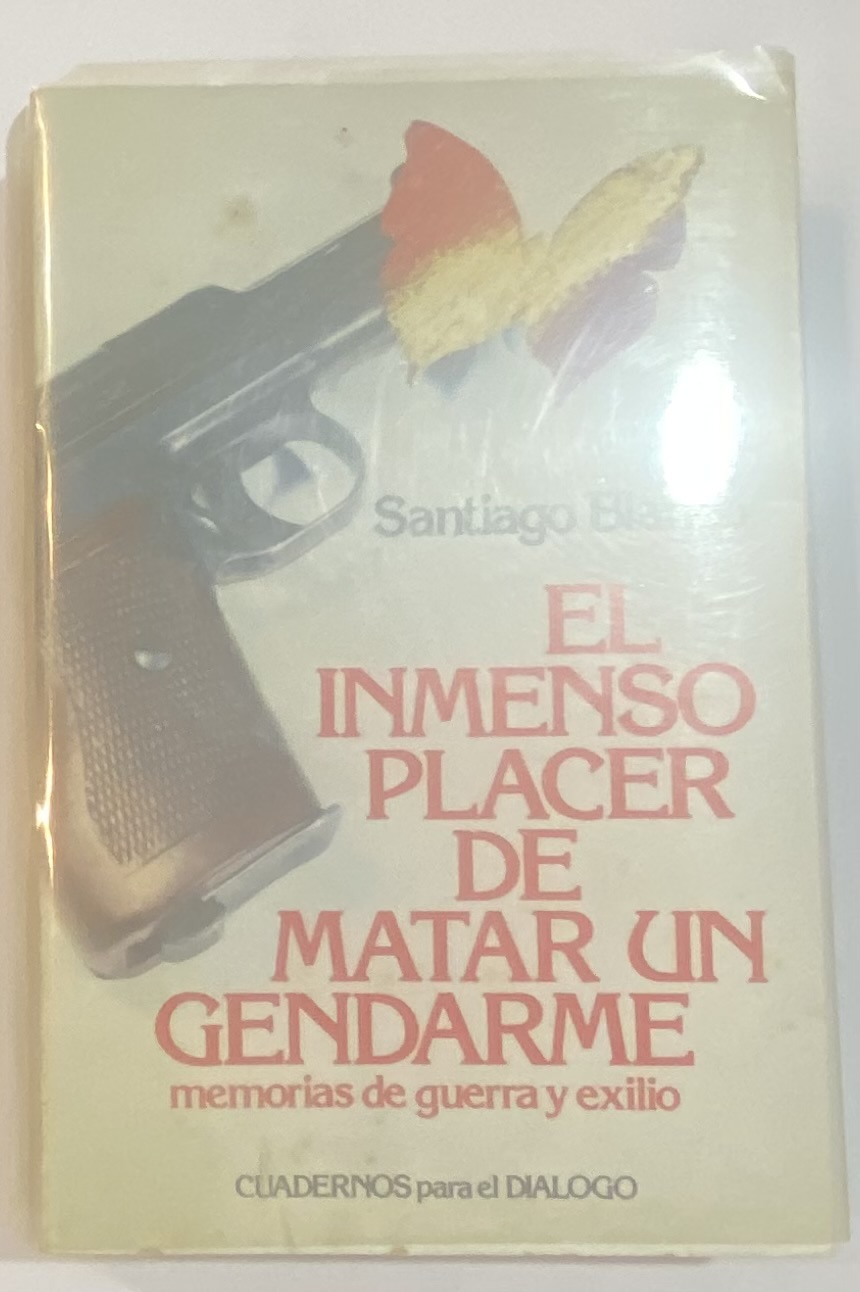 Santiago
EL
INMENSO
PLACER
DE
MATAR UN
GENDARME
memorias de guerra y exilio
CUADERNOS para el DIALOGO